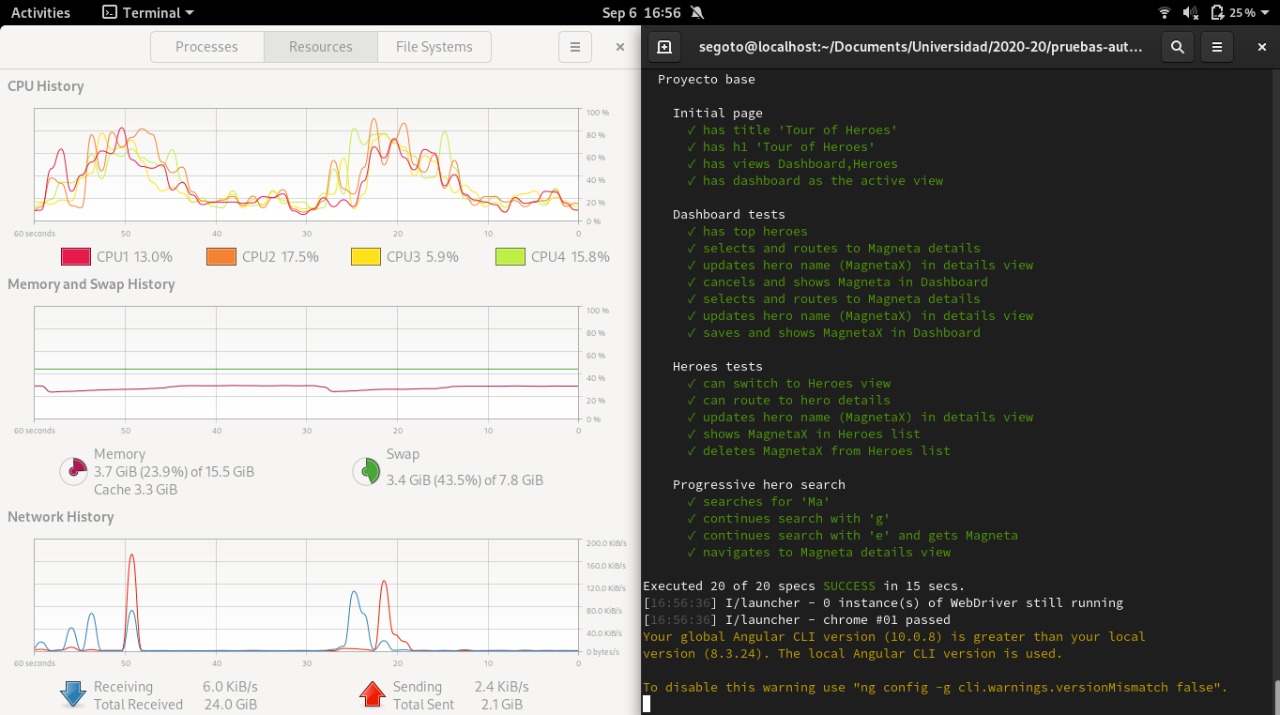 Activities Terminal Sep 6 16:56 25 %
Processes Resources File Systems
CPU History
100 %
80 %
60 %
40 %
20 %
0 %
60 seconds 50 40 30 20 10 0
CPU1 13.0% CPU2 17.5% CPU3 5.9% CPU4 15.8%
Memory and Swap History
100 %
80 %
60 %
40 %
20 %
0 %
60 seconds 50 40 30 20 10 0
Memory
3.7 GiB (23.9%) of 15.5 GiB
Cache 3.3 GiB
Swap
3.4 GiB (43.5%) of 7.8 GiB
Network History
200.0 KiB/s
160.0 KiB/s
120.0 KiB/s
80.0 KiB/s
40.0 KiB/s
0 bytes/s
60 seconds 50 40 30 20 10 0
Receiving 6.0 KiB/s
Total Received 24.0 GiB
Sending 2.4 KiB/s
Total Sent 2.1 GiB
segoto@localhost:~/Documents/Universidad/2020-20/pruebas-aut...
Proyecto base
Initial page
✓ has title 'Tour of Heroes'
✓ has h1 'Tour of Heroes'
✓ has views Dashboard,Heroes
✓ has dashboard as the active view
Dashboard tests
✓ has top heroes
✓ selects and routes to Magneta details
✓ updates hero name (MagnetaX) in details view
✓ cancels and shows Magneta in Dashboard
✓ selects and routes to Magneta details
✓ updates hero name (MagnetaX) in details view
✓ saves and shows MagnetaX in Dashboard
Heroes tests
✓ can switch to Heroes view
✓ can route to hero details
✓ updates hero name (MagnetaX) in details view
✓ shows MagnetaX in Heroes list
✓ deletes MagnetaX from Heroes list
Progressive hero search
✓ searches for 'Ma'
✓ continues search with 'g'
✓ continues search with 'e' and gets Magneta
✓ navigates to Magneta details view
Executed 20 of 20 specs SUCCESS in 15 secs.
[16:56:36] I/launcher - 0 instance(s) of WebDriver still running
[16:56:36] I/launcher - chrome #01 passed
Your global Angular CLI version (10.0.8) is greater than your local
version (8.3.24). The local Angular CLI version is used.
To disable this warning use "ng config -g cli.warnings.versionMismatch false".